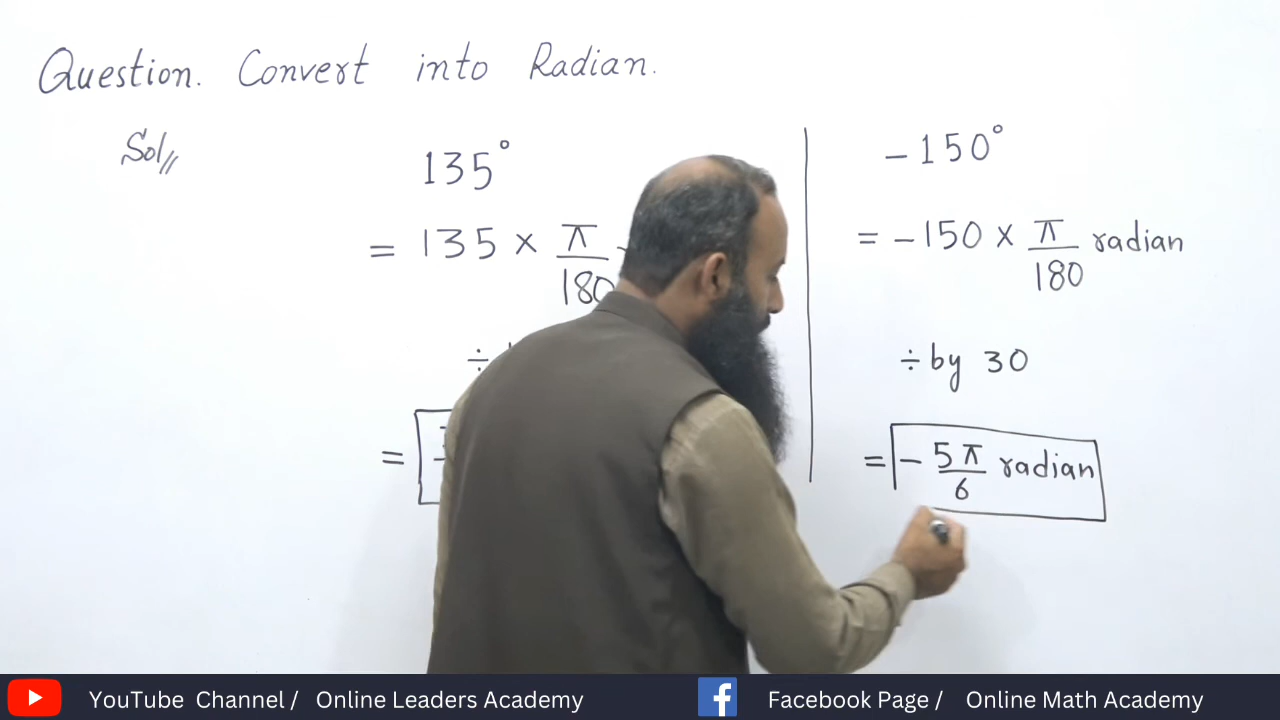 Question. Convert into Radian.
Sol//
135°
= 135 × π/180
÷
=
-150°
= -150 × π/180 radian
÷ by 30
= - 5π/6 radian
YouTube Channel / Online Leaders Academy
Facebook Page / Online Math Academy